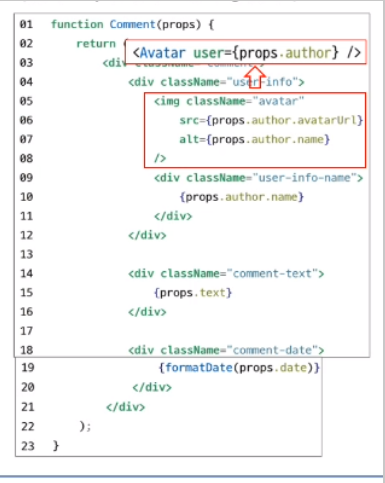 01 function Comment(props) {
02 return (
<Avatar user={props.author} />
03 <div className="comment">
04 <div className="user-info">
05 <img className="avatar"
06 src={props.author.avatarUrl}
07 alt={props.author.name}
08 />
09 <div className="user-info-name">
10 {props.author.name}
11 </div>
12 </div>
13
14 <div className="comment-text">
15 {props.text}
16 </div>
17
18 <div className="comment-date">
19 {formatDate(props.date)}
20 </div>
21 </div>
22 );
23 }